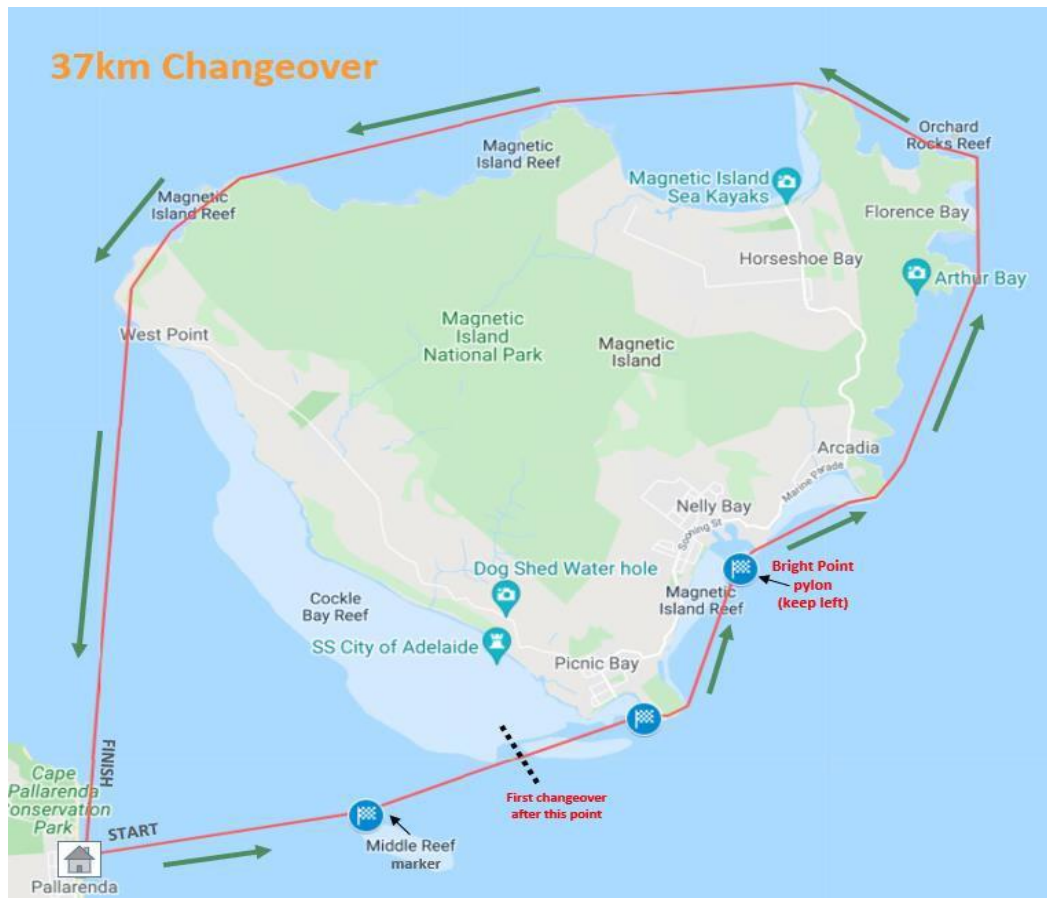 37km Changeover
Orchard
Rocks Reef
Magnetic
Island Reef
Magnetic Island
Sea Kayaks
Magnetic
Island Reef
Florence Bay
Horseshoe Bay
Arthur Bay
West Point
Magnetic
Island
National Park
Magnetic
Island
Arcadia
Marine Parade
Nelly Bay
Sooning St
Bright Point
pylon
(keep left)
Dog Shed Water hole
Magnetic
Island Reef
Cockle
Bay Reef
SS City of Adelaide
Picnic Bay
FINISH
Cape
Pallarenda
Conservation
Park
First changeover
after this point
START
Middle Reef
marker
Pallarenda